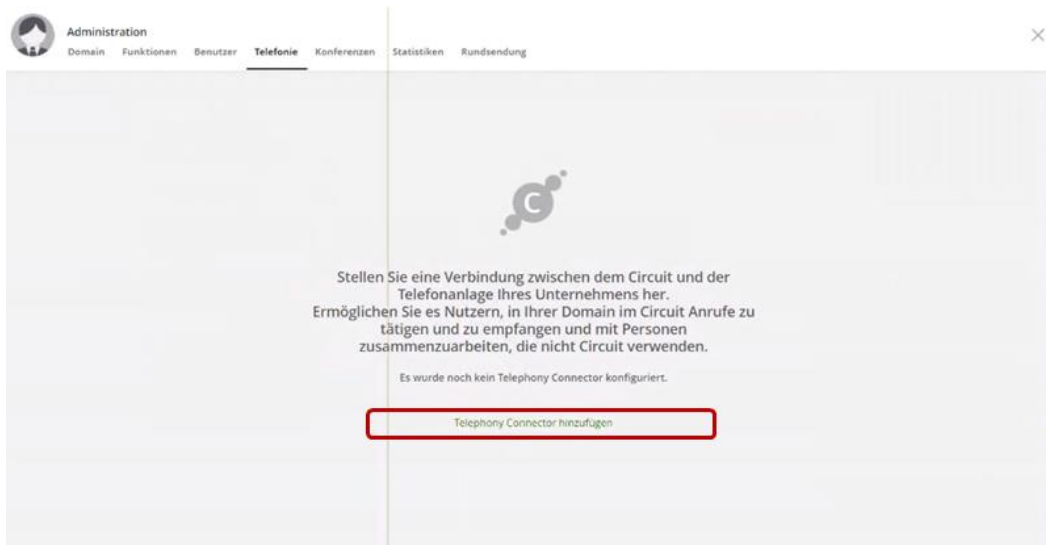 Administration
Domain Funktionen Benutzer Telefonie Konferenzen Statistiken Rundsendung
C
Stellen Sie eine Verbindung zwischen dem Circuit und der
Telefonanlage Ihres Unternehmens her.
Ermöglichen Sie es Nutzern, in Ihrer Domain im Circuit Anrufe zu
tätigen und zu empfangen und mit Personen
zusammenzuarbeiten, die nicht Circuit verwenden.
Es wurde noch kein Telephony Connector konfiguriert.
Telephony Connector hinzufügen